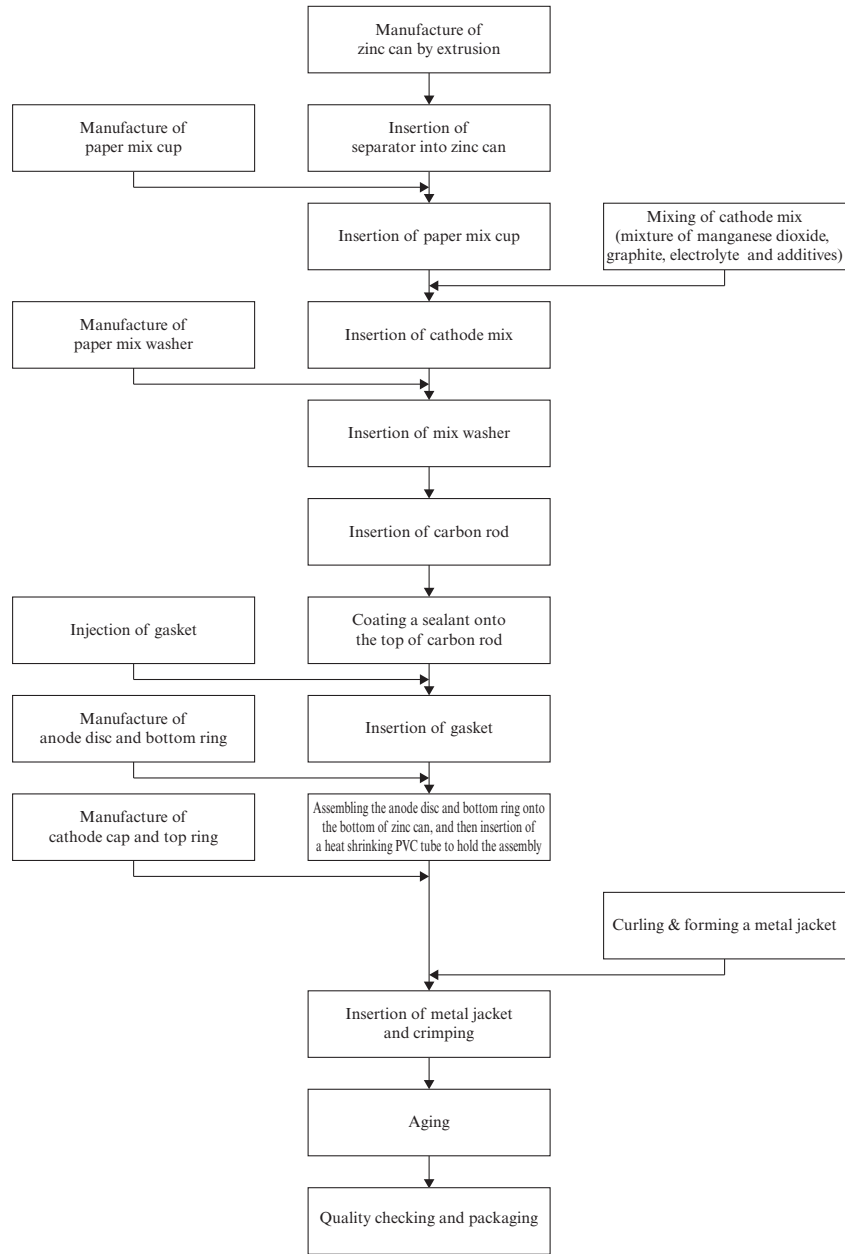 Manufacture of
zinc can by extrusion
Manufacture of
paper mix cup
Insertion of
separator into zinc can
Insertion of paper mix cup
Mixing of cathode mix
(mixture of manganese dioxide,
graphite, electrolyte and additives)
Manufacture of
paper mix washer
Insertion of cathode mix
Insertion of mix washer
Insertion of carbon rod
Injection of gasket
Coating a sealant onto
the top of carbon rod
Manufacture of
anode disc and bottom ring
Insertion of gasket
Manufacture of
cathode cap and top ring
Assembling the anode disc and bottom ring onto
the bottom of zinc can, and then insertion of
a heat shrinking PVC tube to hold the assembly
Curling & forming a metal jacket
Insertion of metal jacket
and crimping
Aging
Quality checking and packaging